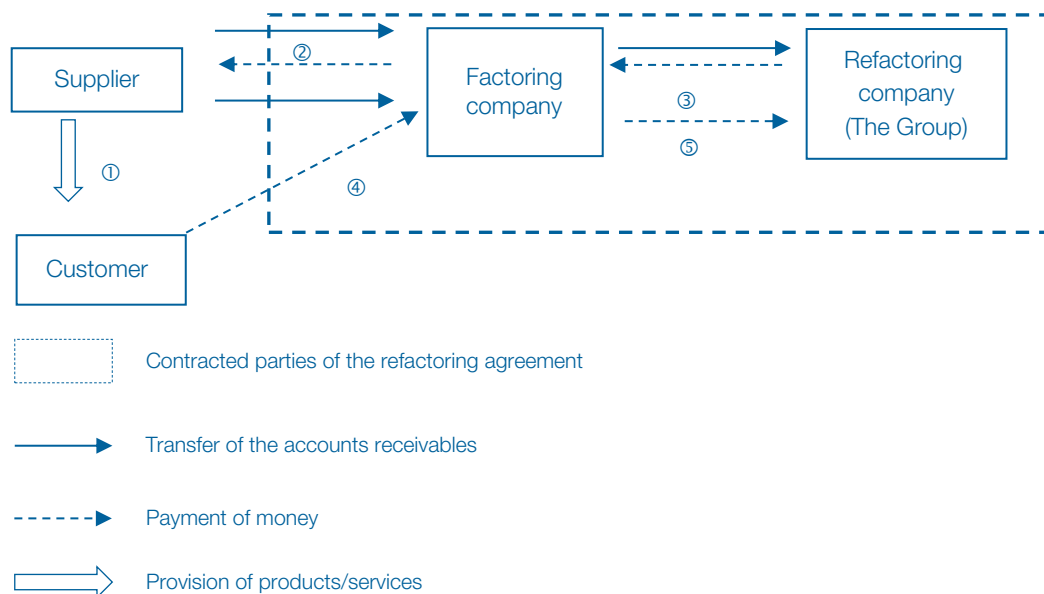 Supplier
②
Factoring
company
Refactoring
company
(The Group)
③
⑤
①
④
Customer
Contracted parties of the refactoring agreement
Transfer of the accounts receivables
Payment of money
Provision of products/services